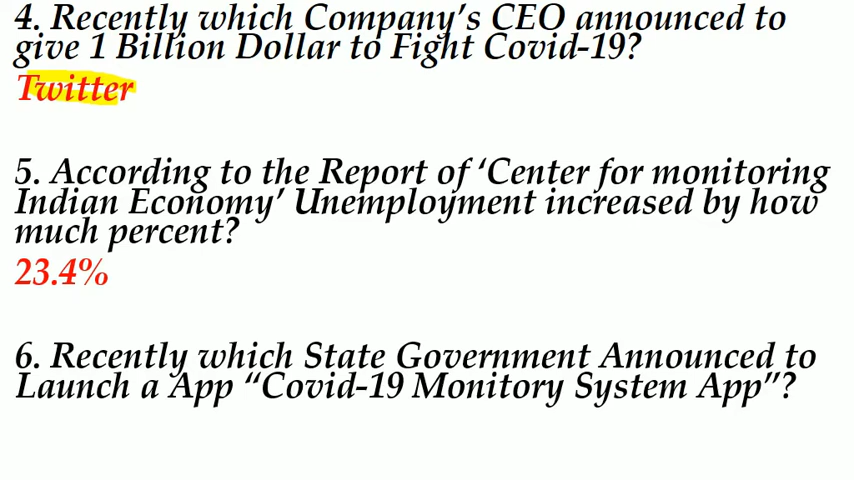 4. Recently which Company's CEO announced to
give 1 Billion Dollar to Fight Covid-19?
Twitter
5. According to the Report of 'Center for monitoring
Indian Economy' Unemployment increased by how
much percent?
23.4%
6. Recently which State Government Announced to
Launch a App "Covid-19 Monitory System App"?